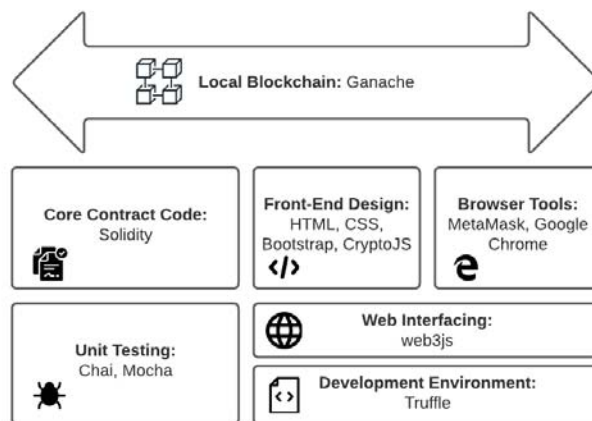 Local Blockchain: Ganache
Core Contract Code:
Solidity
Front-End Design:
HTML, CSS,
Bootstrap, CryptoJS
Browser Tools:
MetaMask, Google
Chrome
Unit Testing:
Chai, Mocha
Web Interfacing:
web3js
Development Environment:
Truffle